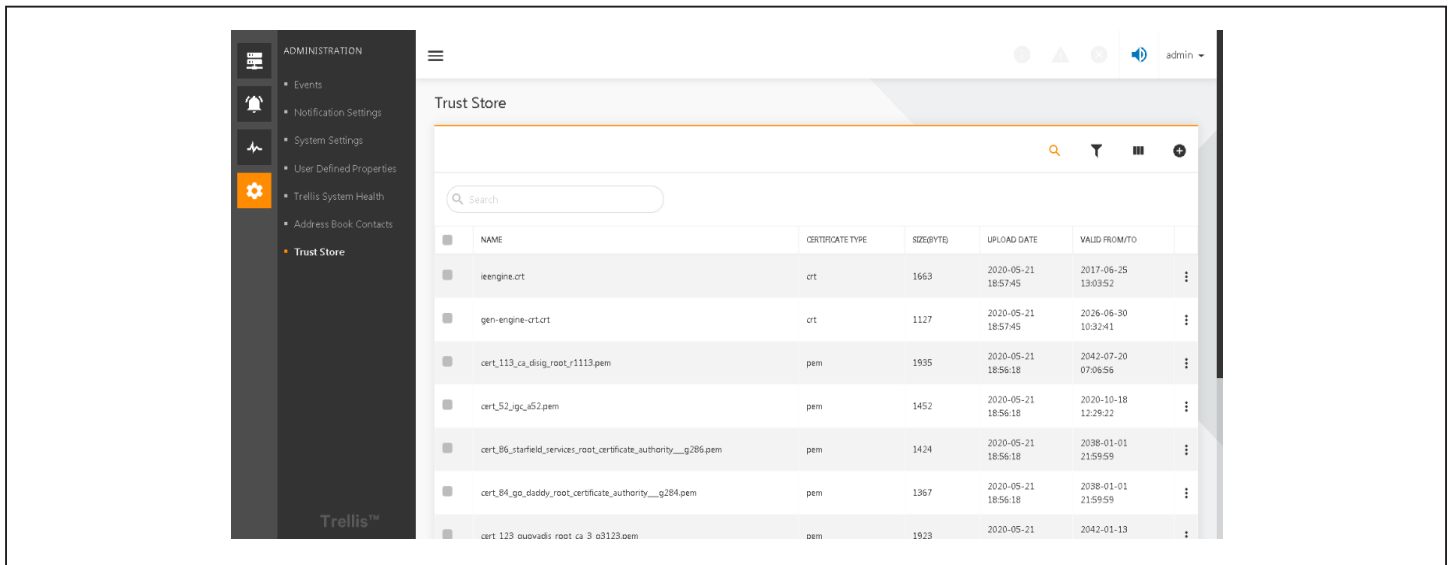 ADMINISTRATION
Events
Notification Settings
System Settings
User Defined Properties
Trellis System Health
Address Book Contacts
Trust Store
Trellis™
admin
Trust Store
Search
NAME CERTIFICATE TYPE SIZE(BYTE) UPLOAD DATE VALID FROM/TO
ieengine.crt crt 1663 2020-05-21 18:57:45 2017-06-25 13:03:52
gen-engine-crt.crt crt 1127 2020-05-21 18:57:45 2026-06-30 10:32:41
cert_113_ca_disig_root_r1113.pem pem 1935 2020-05-21 18:56:18 2042-07-20 07:06:56
cert_52_igc_a52.pem pem 1452 2020-05-21 18:56:18 2020-10-18 12:29:22
cert_86_starfield_services_root_certificate_authority__g286.pem pem 1424 2020-05-21 18:56:18 2038-01-01 21:59:59
cert_84_go_daddy_root_certificate_authority__g284.pem pem 1367 2020-05-21 18:56:18 2038-01-01 21:59:59
cert_123_quovadis_root_ca_3_g3123.pem pem 1923 2020-05-21 2042-01-13